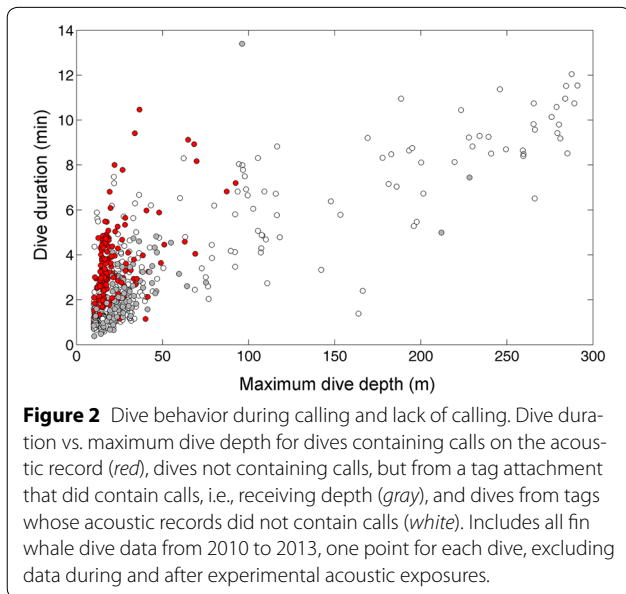 14
12
10
8
6
4
2
0
Dive duration (min)
0 50 100 150 200 250 300
Maximum dive depth (m)
Figure 2 Dive behavior during calling and lack of calling. Dive dura-
tion vs. maximum dive depth for dives containing calls on the acous-
tic record (red), dives not containing calls, but from a tag attachment
that did contain calls, i.e., receiving depth (gray), and dives from tags
whose acoustic records did not contain calls (white). Includes all fin
whale dive data from 2010 to 2013, one point for each dive, excluding
data during and after experimental acoustic exposures.